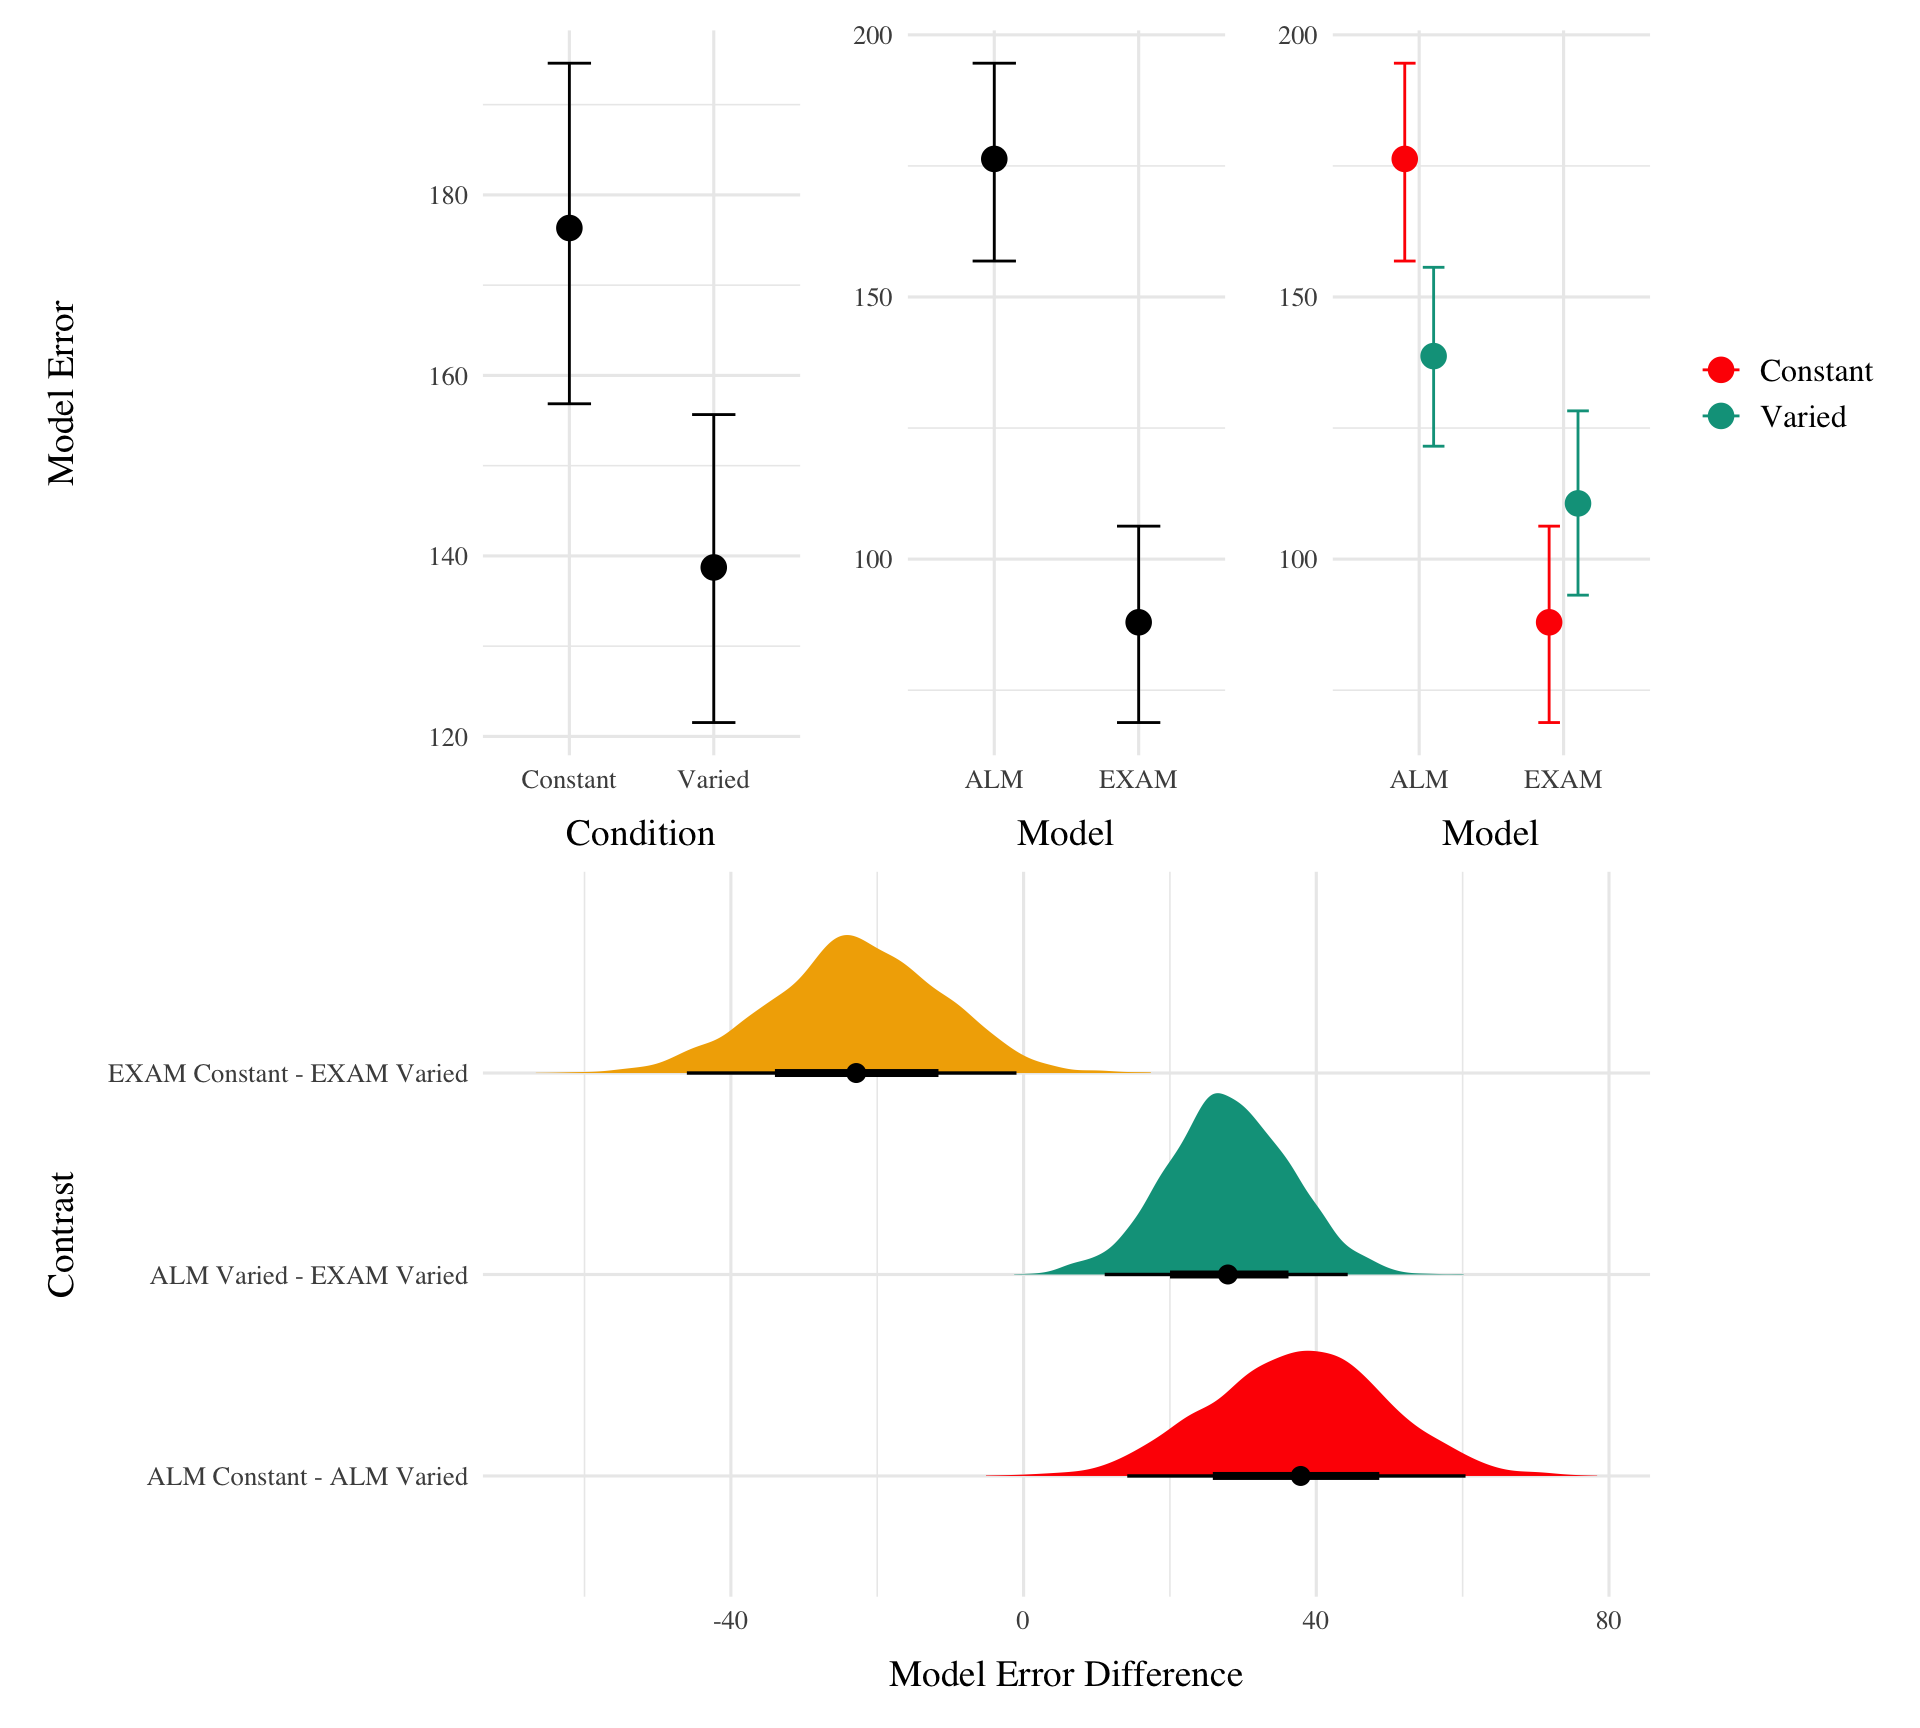 Model Error
180
160
140
120
Constant Varied
Condition
200
150
100
ALM EXAM
Model
200
150
100
ALM EXAM
Model
Constant
Varied
Contrast
EXAM Constant - EXAM Varied
ALM Varied - EXAM Varied
ALM Constant - ALM Varied
-40 0 40 80
Model Error Difference